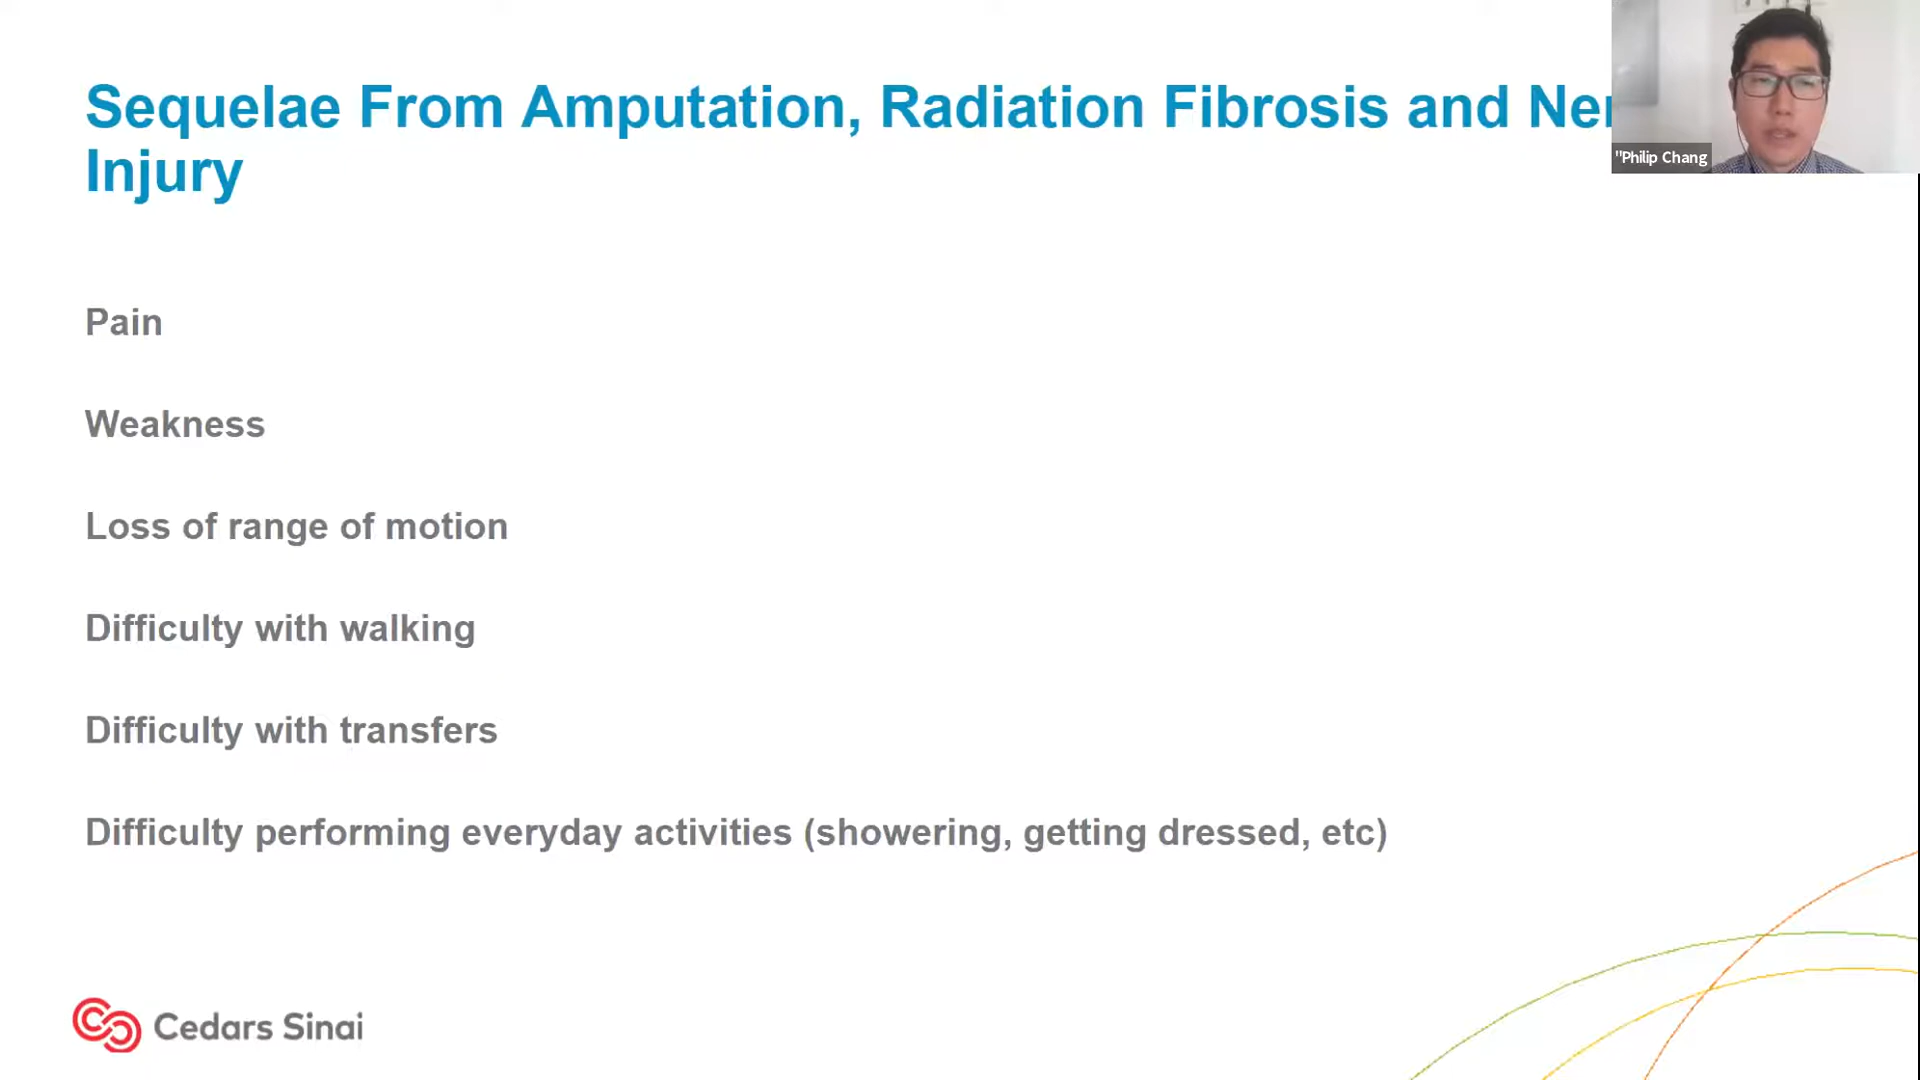 Sequelae From Amputation, Radiation Fibrosis and
Injury
"Philip Chang
Pain
Weakness
Loss of range of motion
Difficulty with walking
Difficulty with transfers
Difficulty performing everyday activities (showering, getting dressed, etc)
Cedars Sinai